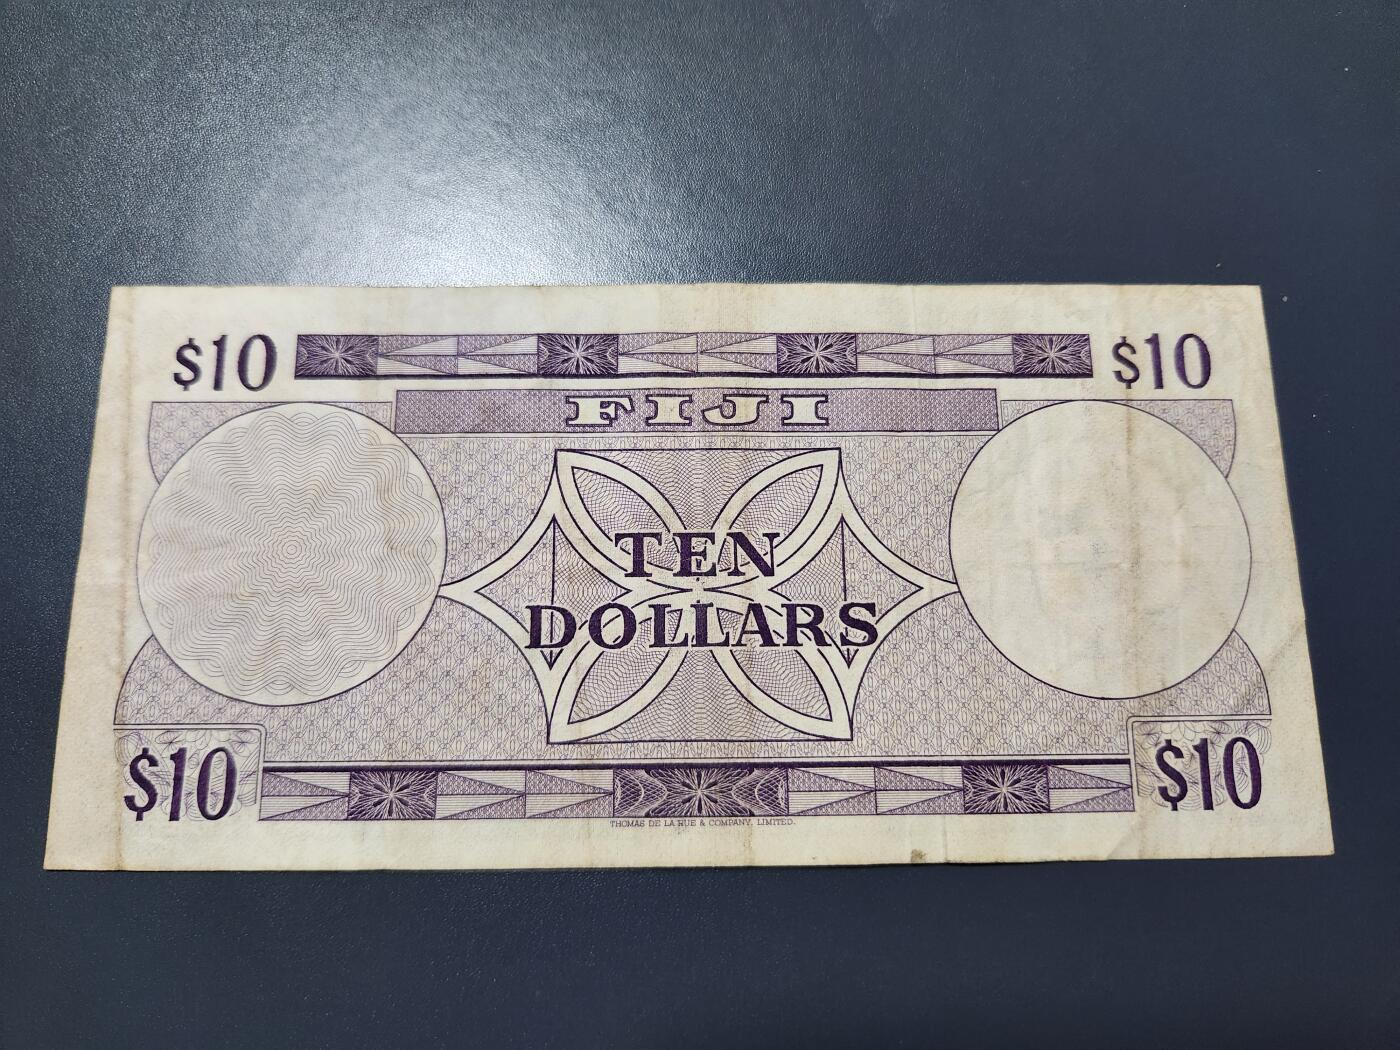 $10 $10
FIJI
TEN
DOLLARS
$10 $10
THOMAS DE LA RUE & COMPANY, LIMITED.